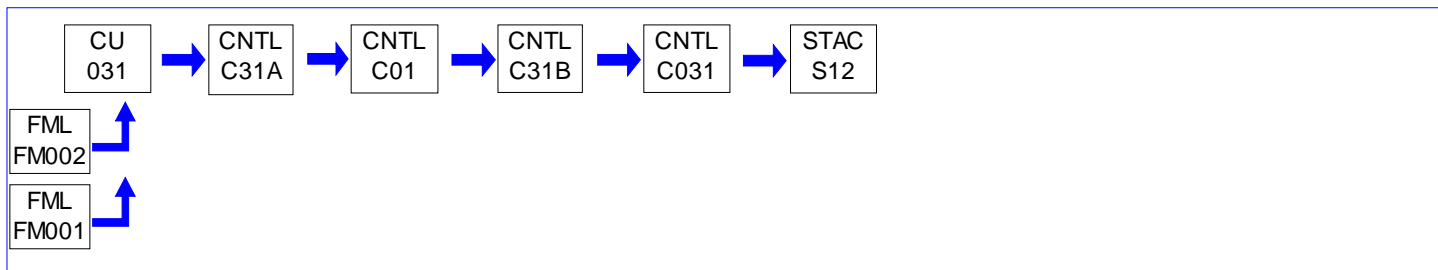 CU
031
CNTL
C31A
CNTL
C01
CNTL
C31B
CNTL
C031
STAC
S12
FML
FM002
FML
FM001